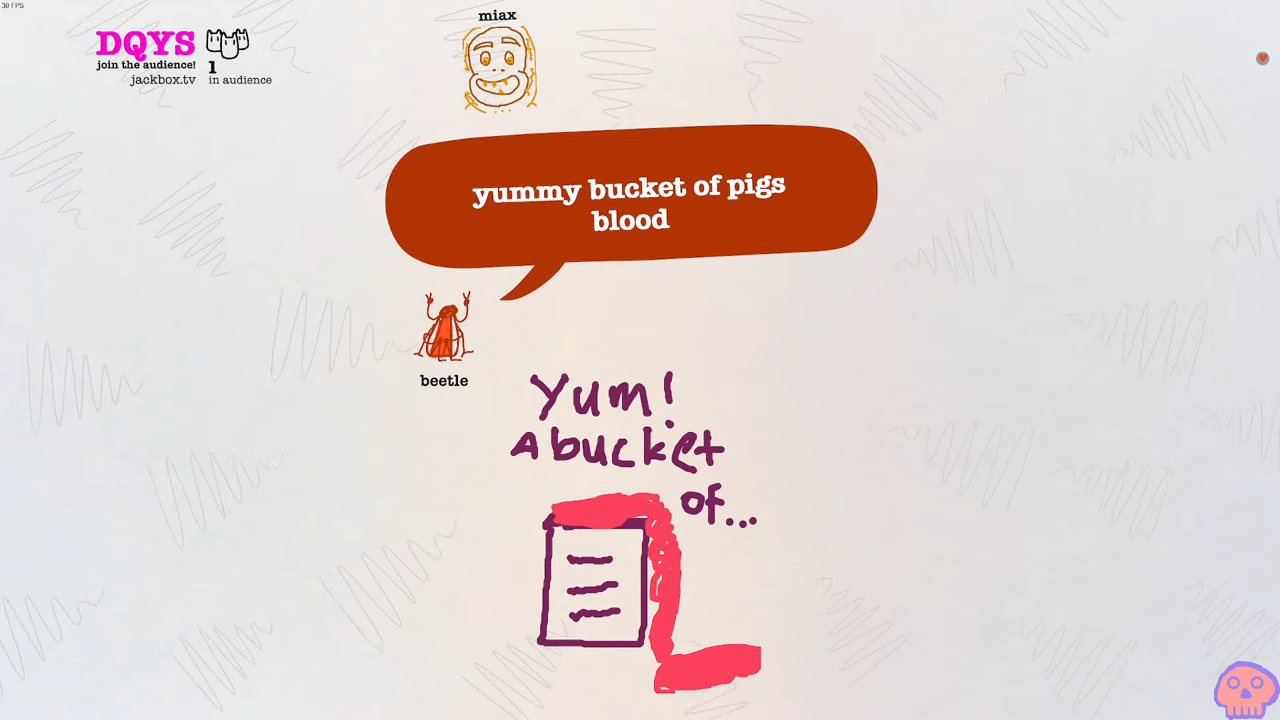 30 FPS
miax
DQYS
join the audience!
1
jackbox.tv
in audience
yummy bucket of pigs
blood
beetle
Yum!
A bucket
of...